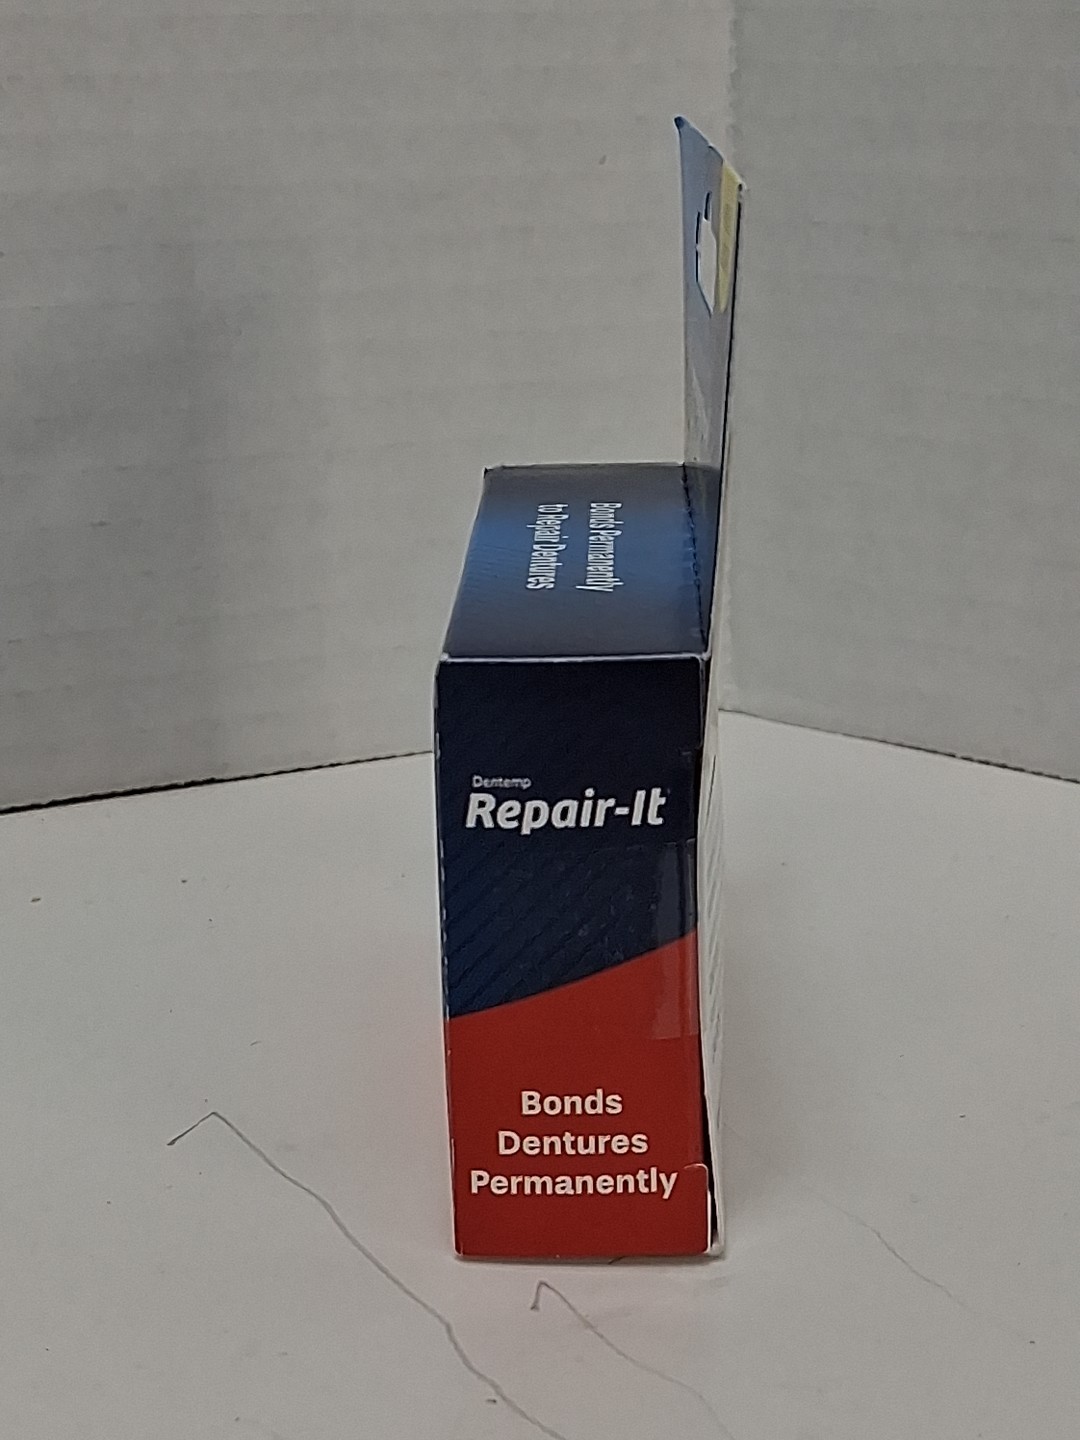 Bonds Permanently
to Repair Dentures
Dentemp
Repair-It
Bonds
Dentures
Permanently